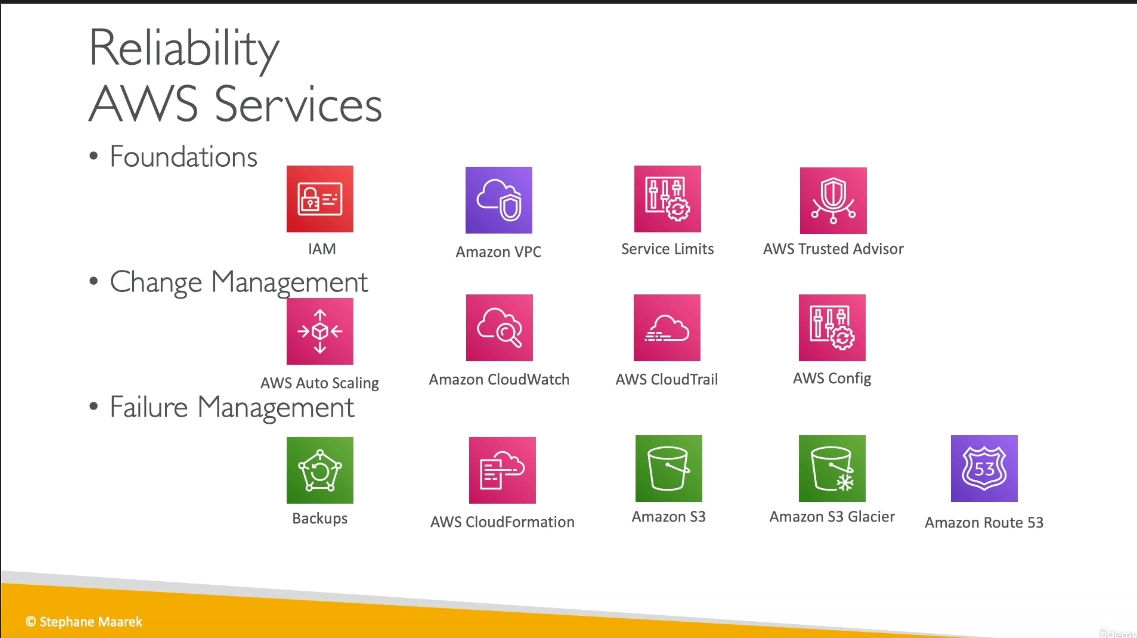 Reliability
AWS Services
• Foundations
IAM
Amazon VPC
Service Limits
AWS Trusted Advisor
• Change Management
AWS Auto Scaling
Amazon CloudWatch
AWS CloudTrail
AWS Config
• Failure Management
Backups
AWS CloudFormation
Amazon S3
Amazon S3 Glacier
53
Amazon Route 53
© Stephane Maarek
Udemy